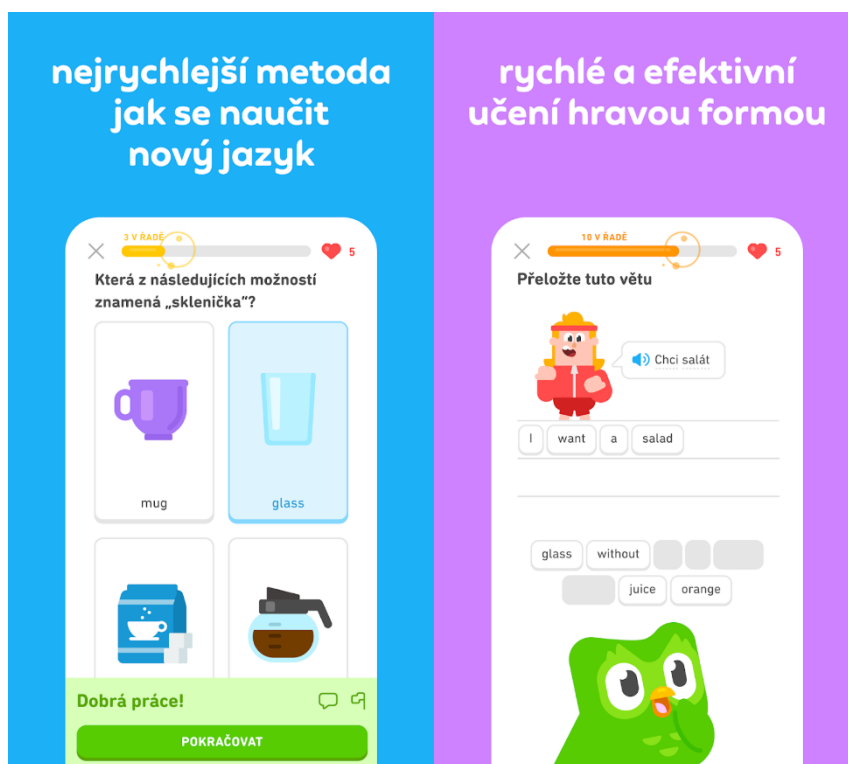 nejrychlejší metoda
jak se naučit
nový jazyk
3 V ŘADĚ
5
Která z následujících možností
znamená „sklenička“?
mug
glass
Dobrá práce!
POKRAČOVAT
rychlé a efektivní
učení hravou formou
10 V ŘADĚ
5
Přeložte tuto větu
Chci salát
I want a salad
glass without
juice orange